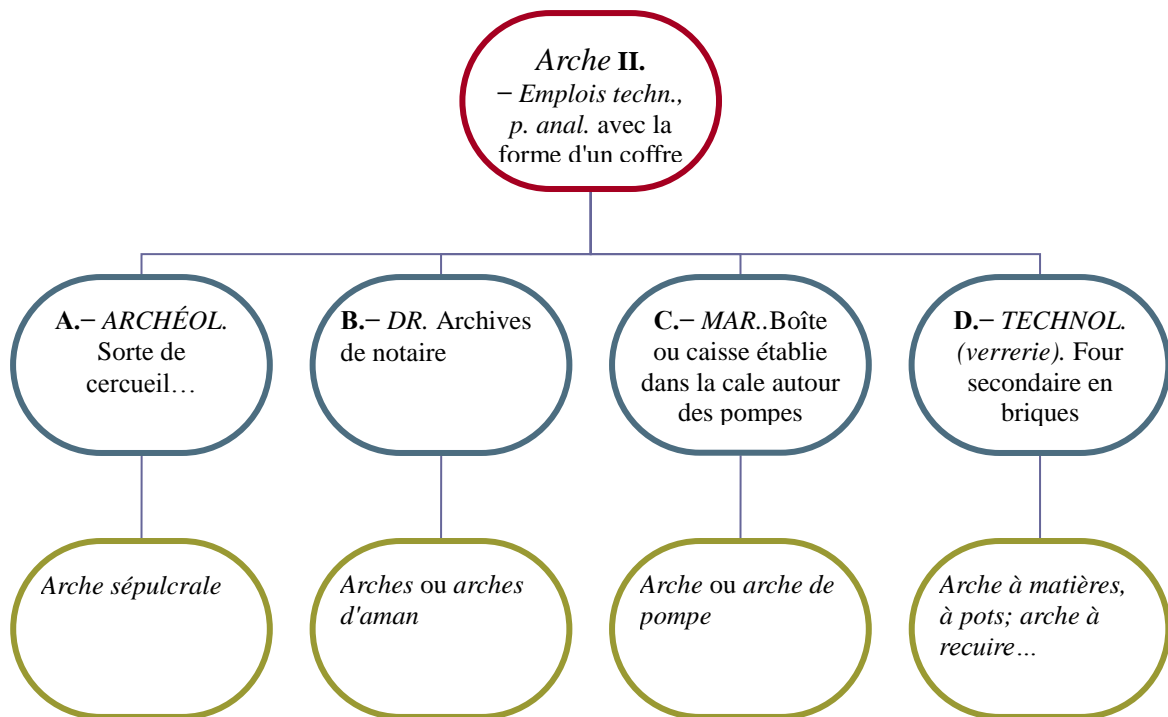 Arche II.
− Emplois techn.,
p. anal. avec la
forme d'un coffre
A.− ARCHÉOL.
Sorte de
cercueil…
B.− DR. Archives
de notaire
C.− MAR..Boîte
ou caisse établie
dans la cale autour
des pompes
D.− TECHNOL.
(verrerie). Four
secondaire en
briques
Arche sépulcrale
Arches ou arches
d'aman
Arche ou arche de
pompe
Arche à matières,
à pots; arche à
recuire…